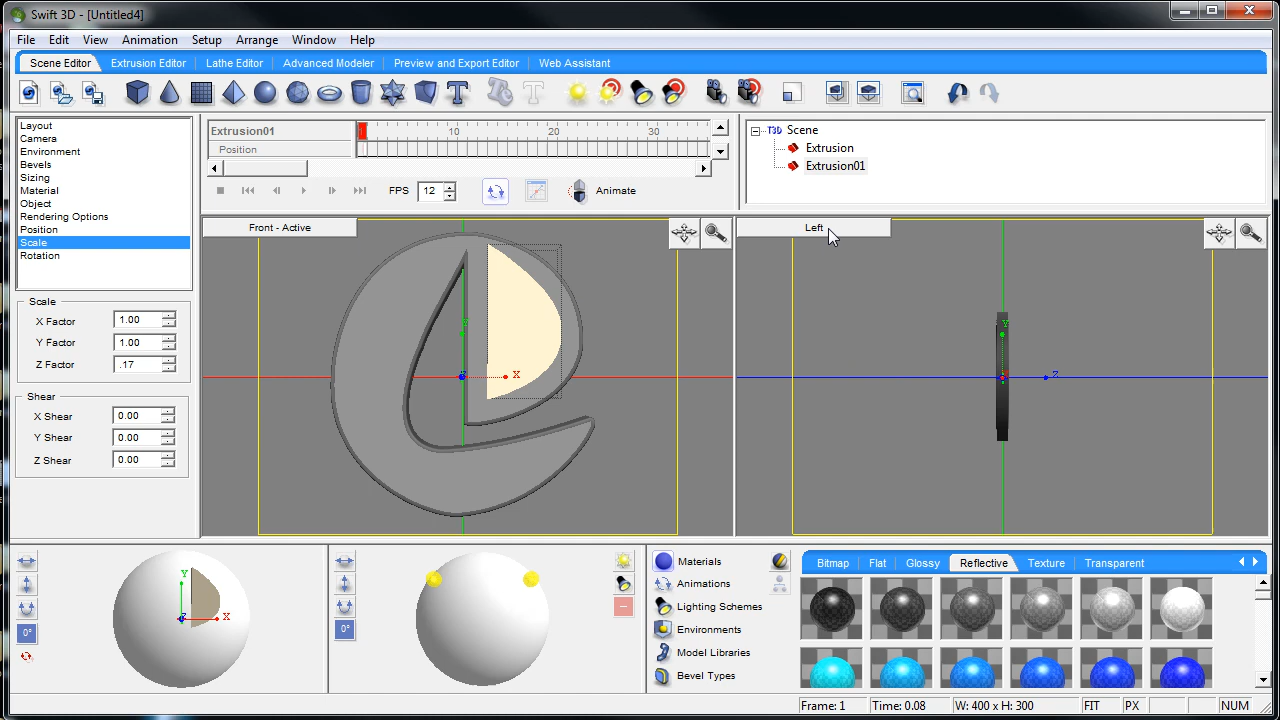 Swift 3D - [Untitled4]
File Edit View Animation Setup Arrange Window Help
Scene Editor Extrusion Editor Lathe Editor Advanced Modeler Preview and Export Editor Web Assistant
Layout
Camera
Environment
Bevels
Sizing
Material
Object
Rendering Options
Position
Scale
Rotation
Extrusion01
Position
10 20 30
FPS 12 Animate
Scene
Extrusion
Extrusion01
Scale
X Factor 1.00
Y Factor 1.00
Z Factor .17
Shear
X Shear 0.00
Y Shear 0.00
Z Shear 0.00
Front - Active
X
Left
Y
Z
Y
X
0°
0°
Materials
Animations
Lighting Schemes
Environments
Model Libraries
Bevel Types
Bitmap Flat Glossy Reflective Texture Transparent
Frame: 1 Time: 0.08 W: 400 x H: 300 FIT PX NUM